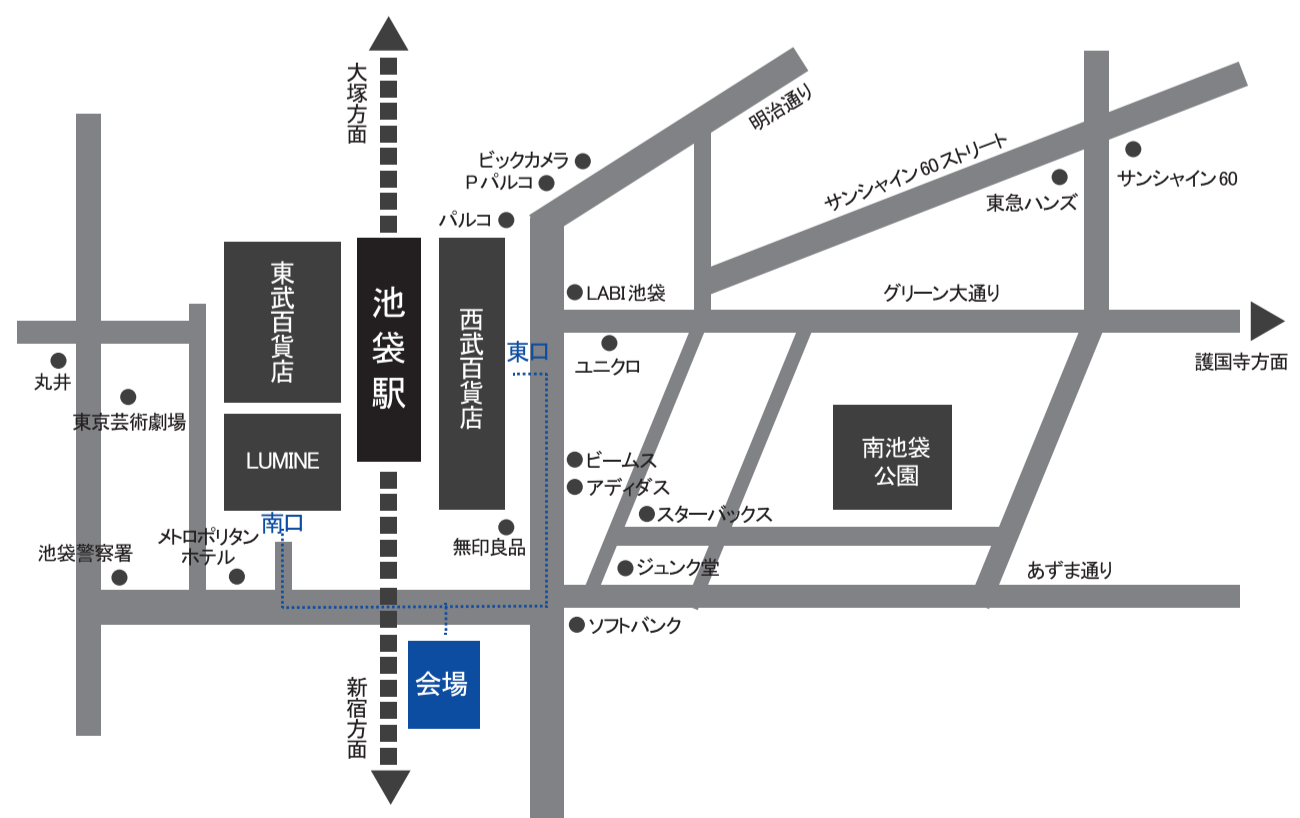 大塚方面
明治通り
ビックカメラ
Pパルコ
パルコ
サンシャイン60ストリート
東急ハンズ
サンシャイン60
東武百貨店
池袋駅
西武百貨店
LABI池袋
グリーン大通り
護国寺方面
東口
ユニクロ
丸井
東京芸術劇場
LUMINE
南池袋
公園
ビームス
アディダス
スターバックス
南口
無印良品
メトロポリタン
ホテル
池袋警察署
ジュンク堂
あずま通り
ソフトバンク
会場
新宿方面